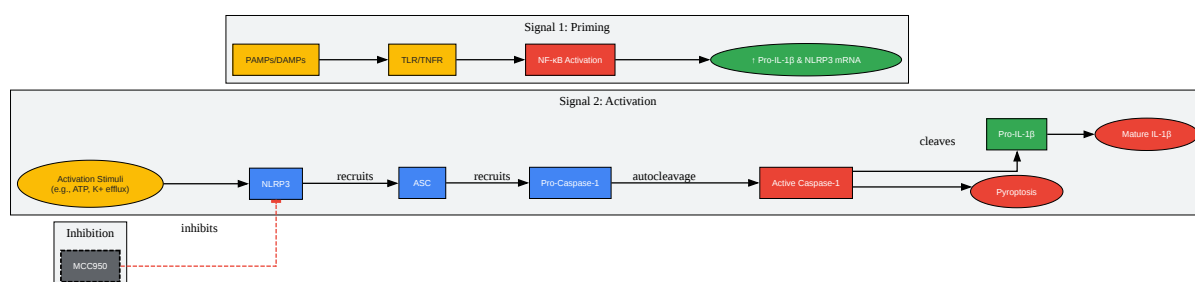 Signal 1: Priming
PAMPs/DAMPs
TLR/TNFR
NF-κB Activation
↑ Pro-IL-1β & NLRP3 mRNA
Signal 2: Activation
Activation Stimuli
(e.g., ATP, K+ efflux)
NLRP3
recruits
ASC
recruits
Pro-Caspase-1
autocleavage
Active Caspase-1
cleaves
Pro-IL-1β
Mature IL-1β
Pyroptosis
Inhibition
MCC950
inhibits